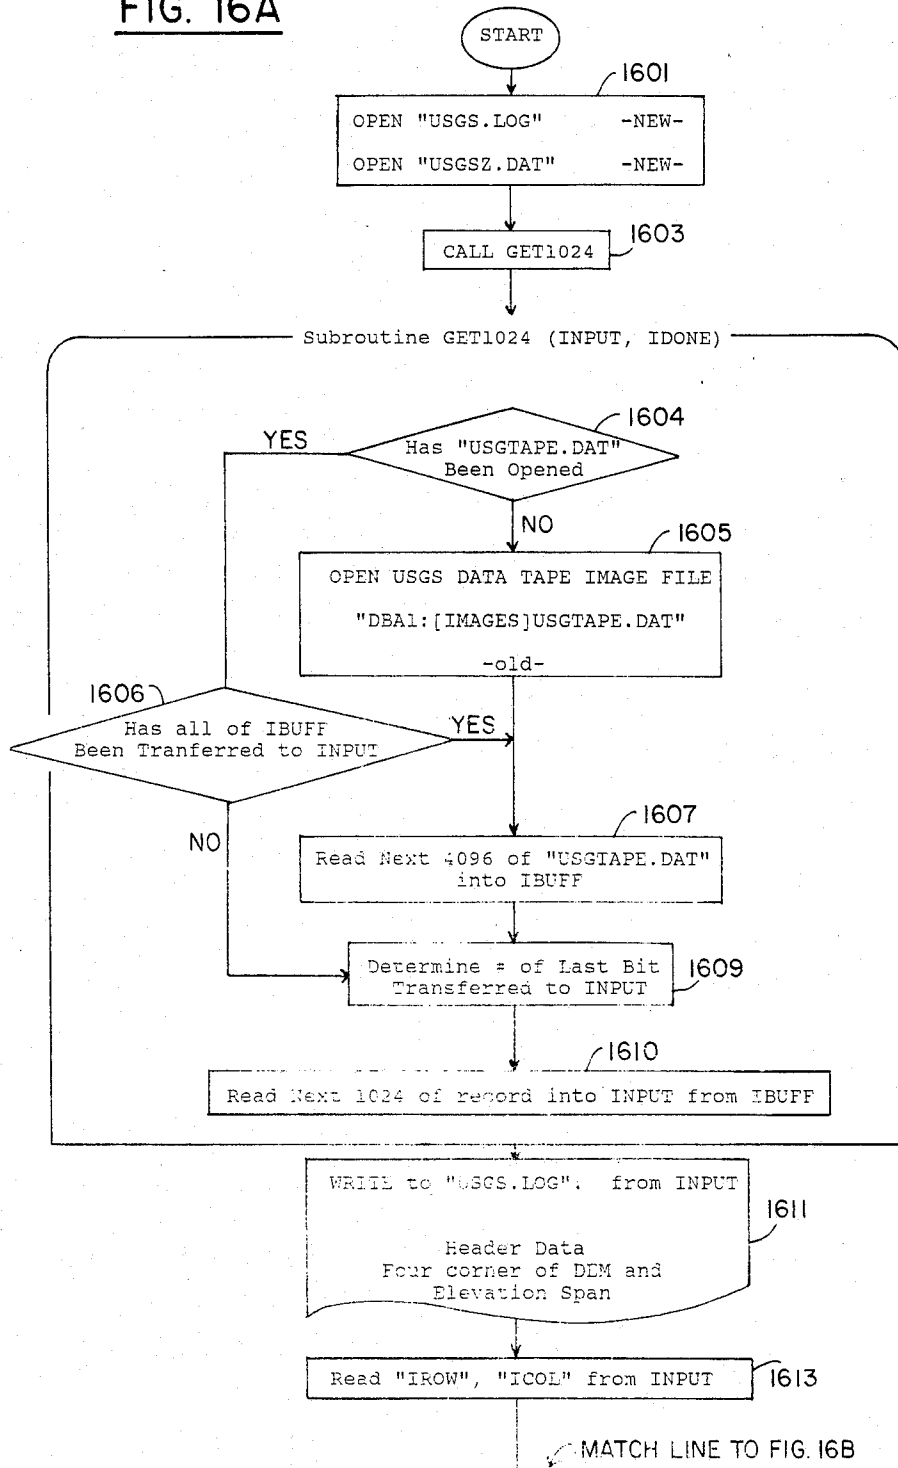 FIG. 16A
START
1601
OPEN "USGS.LOG" -NEW-
OPEN "USGSZ.DAT" -NEW-
1603
CALL GET1024
Subroutine GET1024 (INPUT, IDONE)
1604
YES
Has "USGTAPE.DAT"
Been Opened
NO
1605
OPEN USGS DATA TAPE IMAGE FILE
"DBA1:[IMAGES]USGTAPE.DAT"
-old-
1606
Has all of IBUFF
Been Tranferred to INPUT
YES
NO
1607
Read Next 4096 of "USGTAPE.DAT"
into IBUFF
Determine # of Last Bit
Transferred to INPUT
1609
1610
Read Next 1024 of record into INPUT from IBUFF
WRITE to "USGS.LOG": from INPUT
1611
Header Data
Four corner of DEM and
Elevation Span
Read "IROW", "ICOL" from INPUT
1613
MATCH LINE TO FIG. 16B